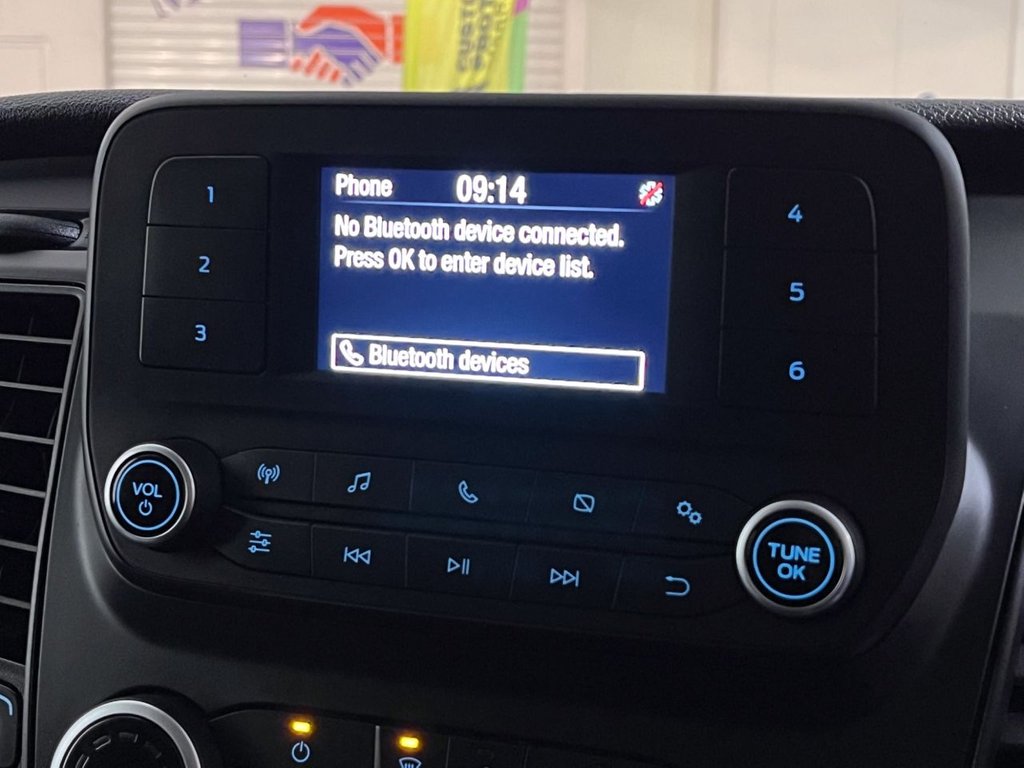 Phone 09:14
No Bluetooth device connected.
Press OK to enter device list.
Bluetooth devices
1
2
3
4
5
6
VOL
TUNE
OK